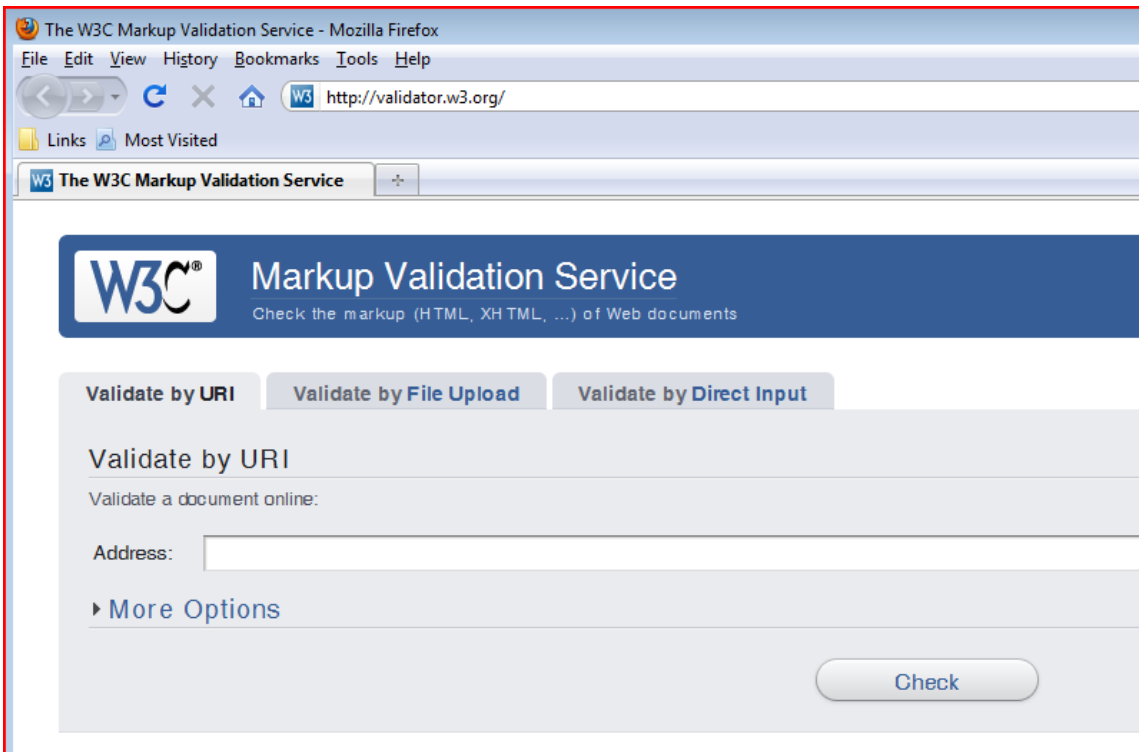 The W3C Markup Validation Service - Mozilla Firefox
File Edit View History Bookmarks Tools Help
W3 http://validator.w3.org/
Links Most Visited
W3 The W3C Markup Validation Service
W3C® Markup Validation Service
Check the markup (HTML, XHTML, ...) of Web documents
Validate by URI Validate by File Upload Validate by Direct Input
Validate by URI
Validate a document online:
Address:
More Options
Check